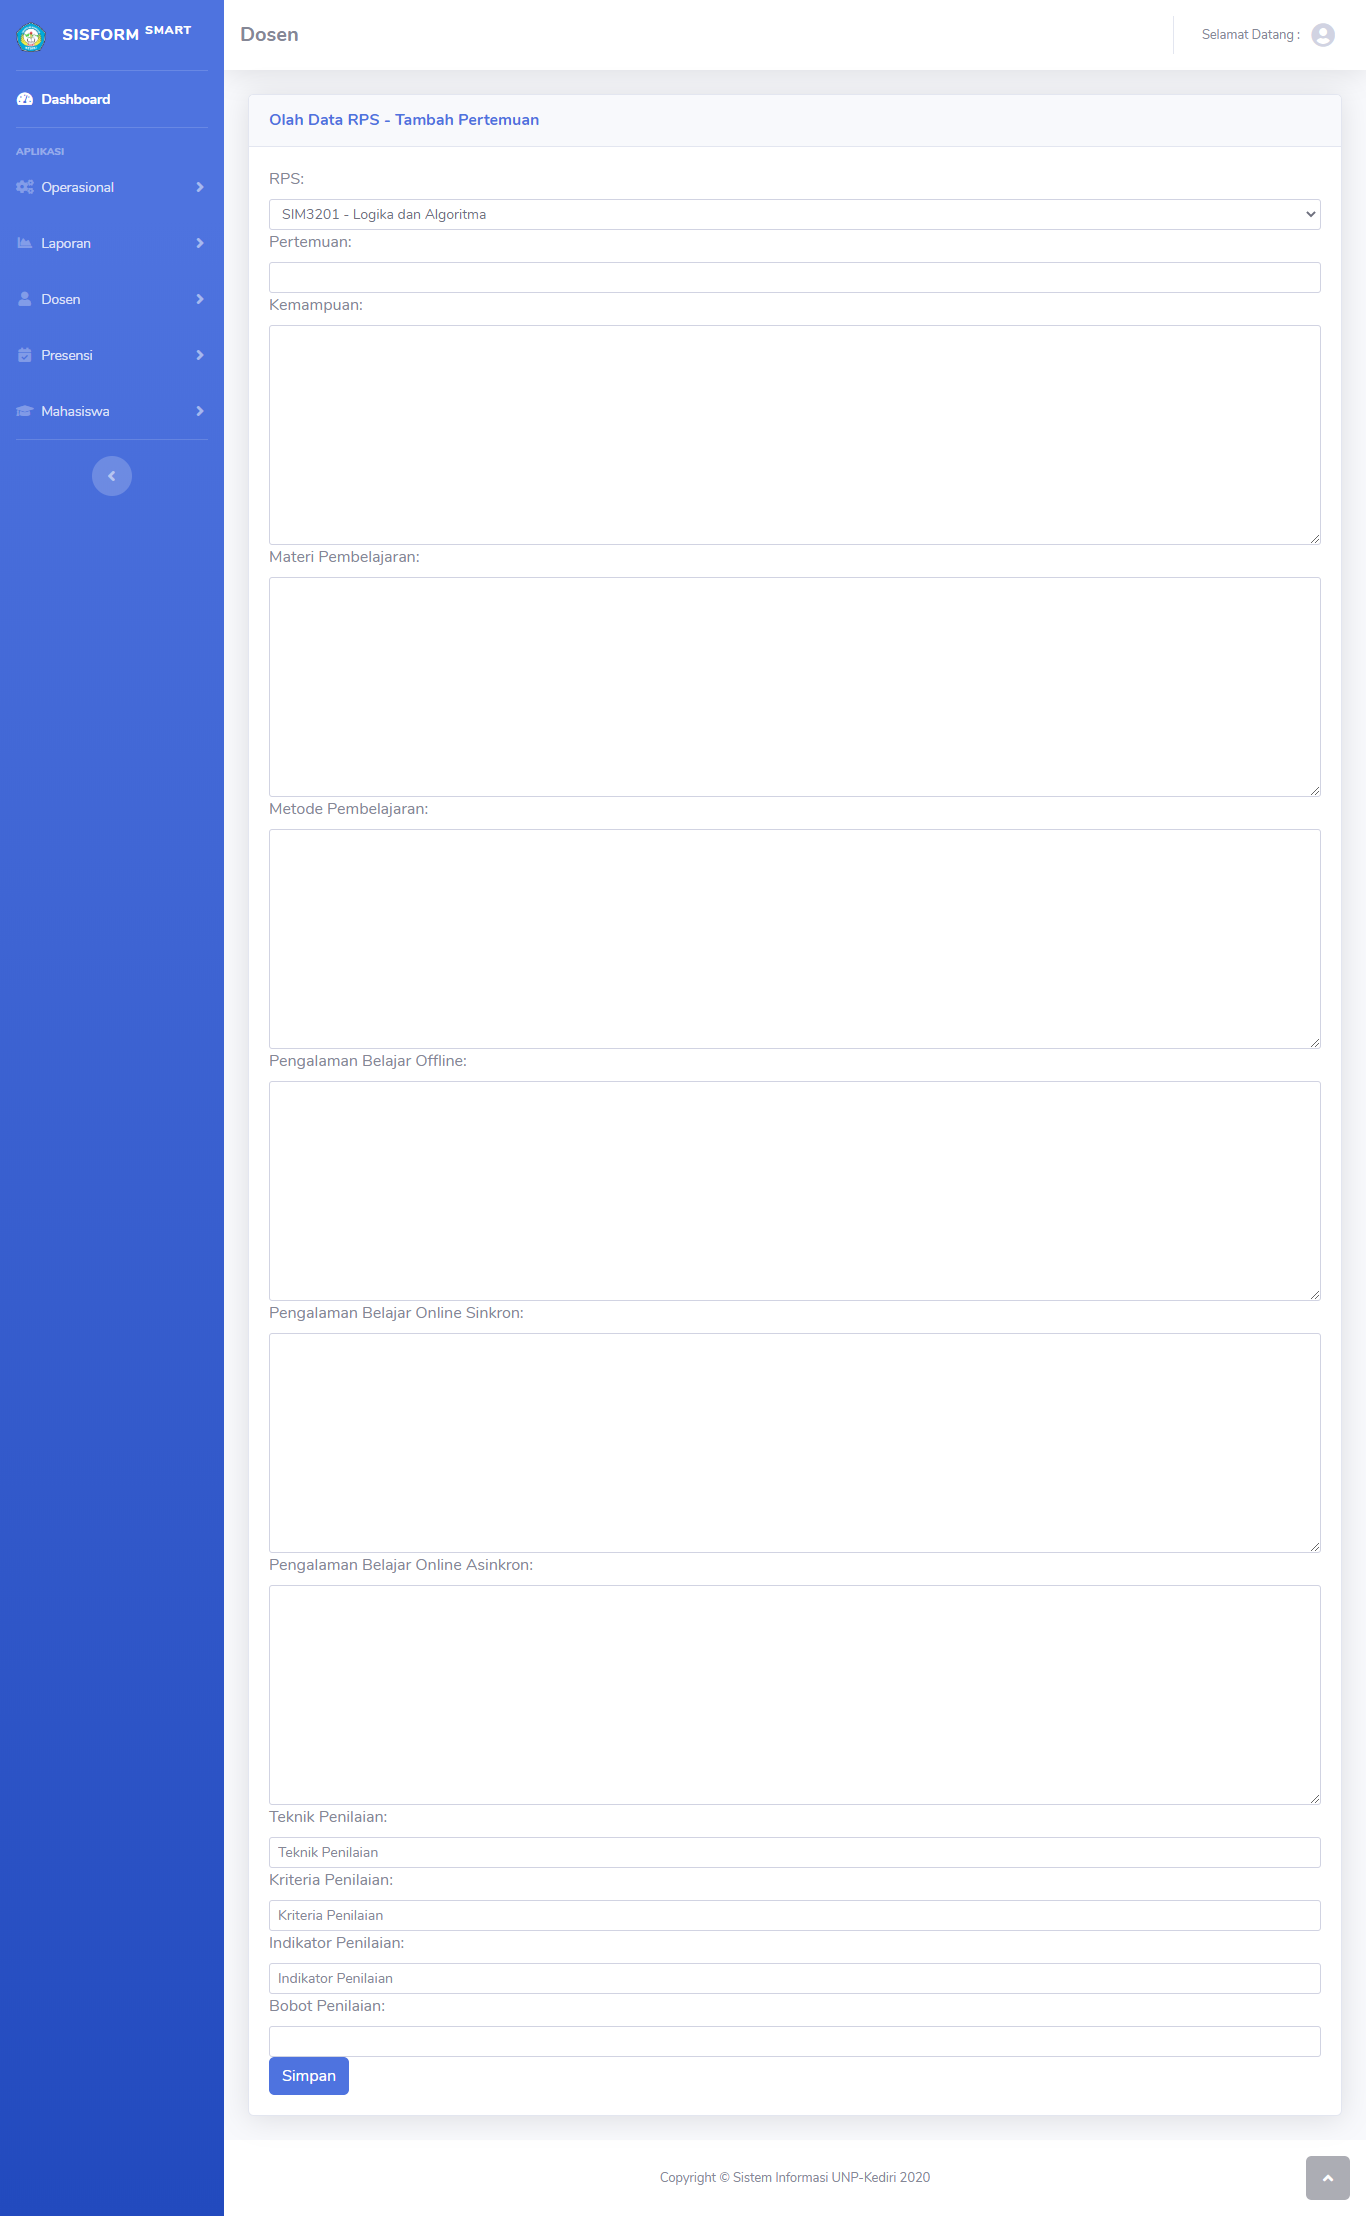 SISFORM SMART
Dashboard
APLIKASI
Operasional
Laporan
Dosen
Presensi
Mahasiswa
Dosen
Selamat Datang :
Olah Data RPS - Tambah Pertemuan
RPS:
SIM3201 - Logika dan Algoritma
Pertemuan:
Kemampuan:
Materi Pembelajaran:
Metode Pembelajaran:
Pengalaman Belajar Offline:
Pengalaman Belajar Online Sinkron:
Pengalaman Belajar Online Asinkron:
Teknik Penilaian:
Teknik Penilaian
Kriteria Penilaian:
Kriteria Penilaian
Indikator Penilaian:
Indikator Penilaian
Bobot Penilaian:
Simpan
Copyright © Sistem Informasi UNP-Kediri 2020